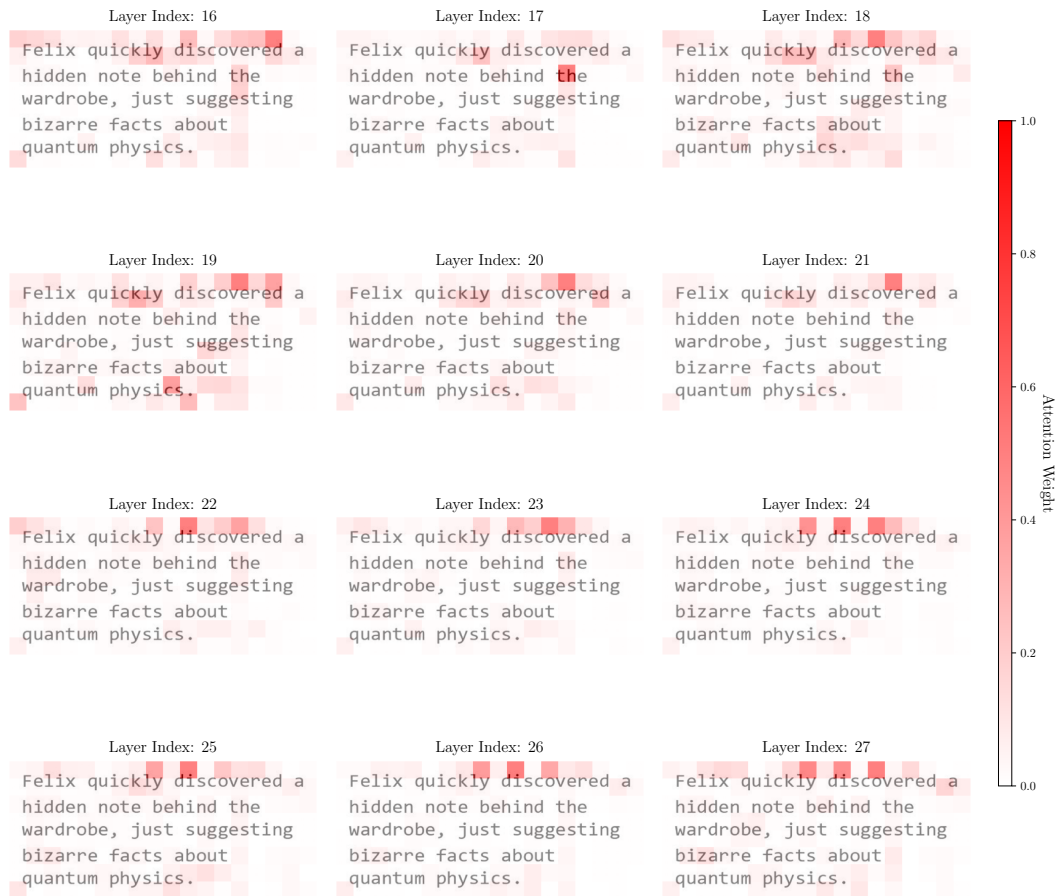 Layer Index: 16
Felix quickly discovered a
hidden note behind the
wardrobe, just suggesting
bizarre facts about
quantum physics.
Layer Index: 17
Felix quickly discovered a
hidden note behind the
wardrobe, just suggesting
bizarre facts about
quantum physics.
Layer Index: 18
Felix quickly discovered a
hidden note behind the
wardrobe, just suggesting
bizarre facts about
quantum physics.
Layer Index: 19
Felix quickly discovered a
hidden note behind the
wardrobe, just suggesting
bizarre facts about
quantum physics.
Layer Index: 20
Felix quickly discovered a
hidden note behind the
wardrobe, just suggesting
bizarre facts about
quantum physics.
Layer Index: 21
Felix quickly discovered a
hidden note behind the
wardrobe, just suggesting
bizarre facts about
quantum physics.
Layer Index: 22
Felix quickly discovered a
hidden note behind the
wardrobe, just suggesting
bizarre facts about
quantum physics.
Layer Index: 23
Felix quickly discovered a
hidden note behind the
wardrobe, just suggesting
bizarre facts about
quantum physics.
Layer Index: 24
Felix quickly discovered a
hidden note behind the
wardrobe, just suggesting
bizarre facts about
quantum physics.
Layer Index: 25
Felix quickly discovered a
hidden note behind the
wardrobe, just suggesting
bizarre facts about
quantum physics.
Layer Index: 26
Felix quickly discovered a
hidden note behind the
wardrobe, just suggesting
bizarre facts about
quantum physics.
Layer Index: 27
Felix quickly discovered a
hidden note behind the
wardrobe, just suggesting
bizarre facts about
quantum physics.
1.0
0.8
0.6
0.4
0.2
0.0
Attention Weight